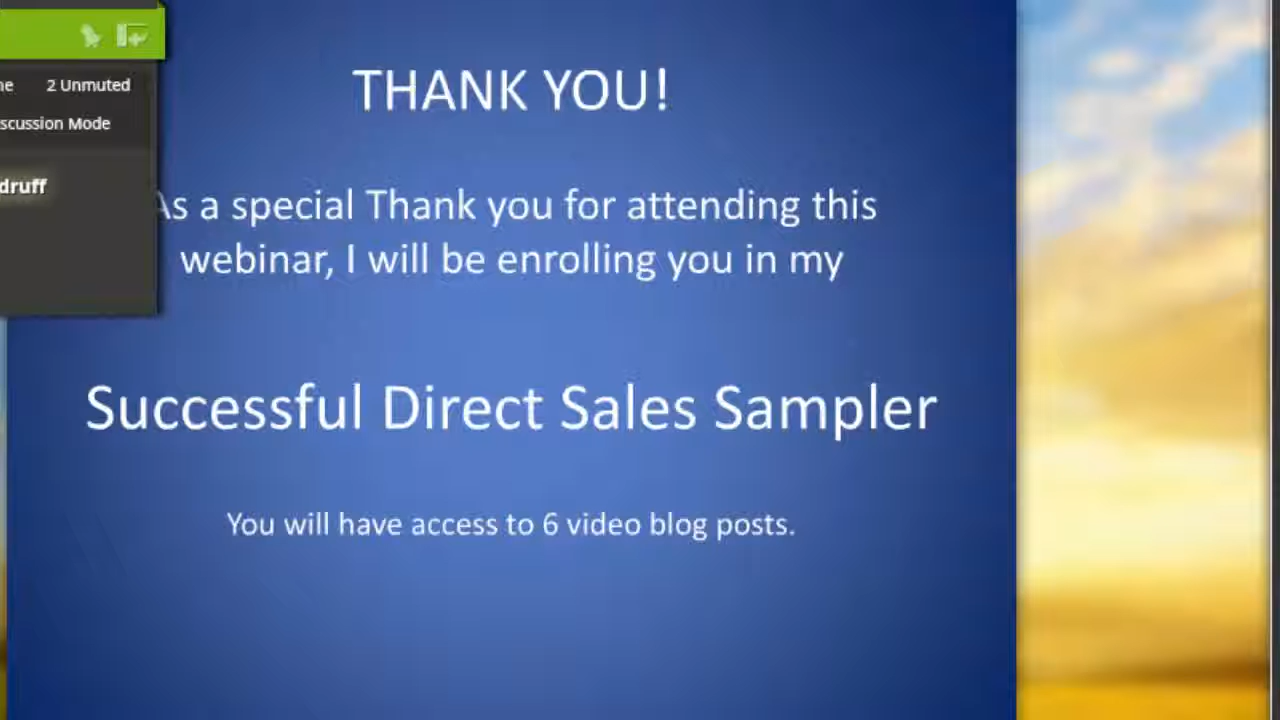 2 Unmuted
scussion Mode
druff
THANK YOU!
As a special Thank you for attending this
webinar, I will be enrolling you in my
Successful Direct Sales Sampler
You will have access to 6 video blog posts.